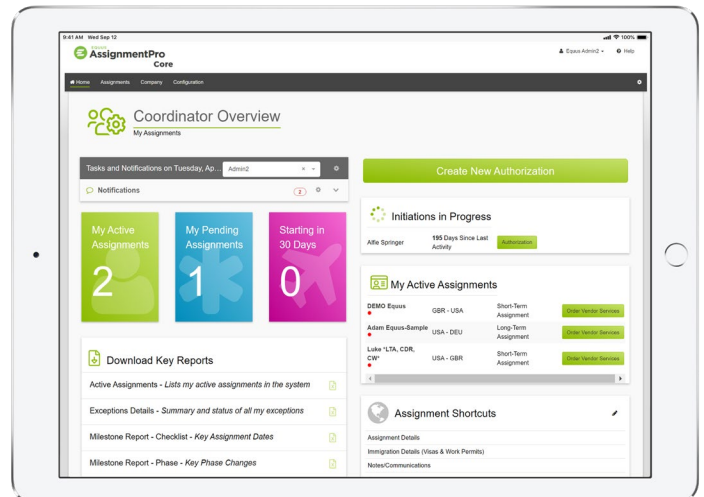 9:41 AM Wed Sep 12
100%
EQUUS
AssignmentPro
Core
Equus Admin2
Help
Home Assignments Company Configuration
Coordinator Overview
My Assignments
Tasks and Notifications on Tuesday, Ap... Admin2 ×
Notifications 2
My Active Assignments
2
My Pending Assignments
1
Starting in 30 Days
0
Download Key Reports
Active Assignments - Lists my active assignments in the system
Exceptions Details - Summary and status of all my exceptions
Milestone Report - Checklist - Key Assignment Dates
Milestone Report - Phase - Key Phase Changes
Create New Authorization
Initiations in Progress
Alfie Springer 195 Days Since Last Activity Authorization
My Active Assignments
DEMO Equus GBR - USA Short-Term Assignment Order Vendor Services
Adam Equus-Sample USA - DEU Long-Term Assignment Order Vendor Services
Luke *LTA, CDR, CW* USA - GBR Short-Term Assignment Order Vendor Services
Assignment Shortcuts
Assignment Details
Immigration Details (Visas & Work Permits)
Notes/Communications